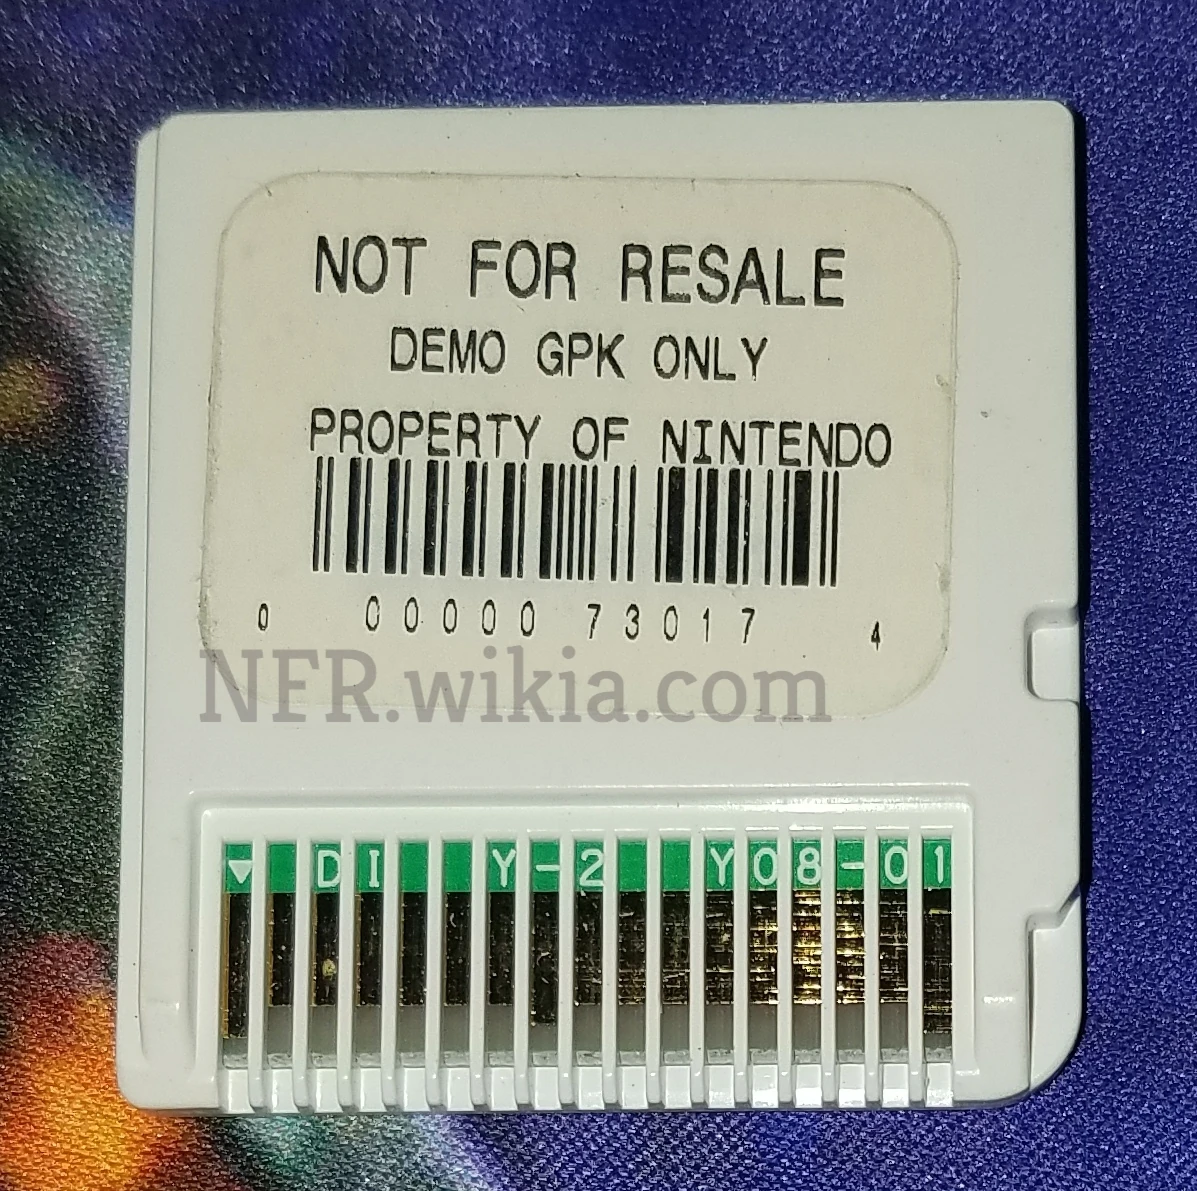 NOT FOR RESALE
DEMO GPK ONLY
PROPERTY OF NINTENDO
0 00000 73017 4
NFR.wikia.com
▼ DI Y-2 Y08-01